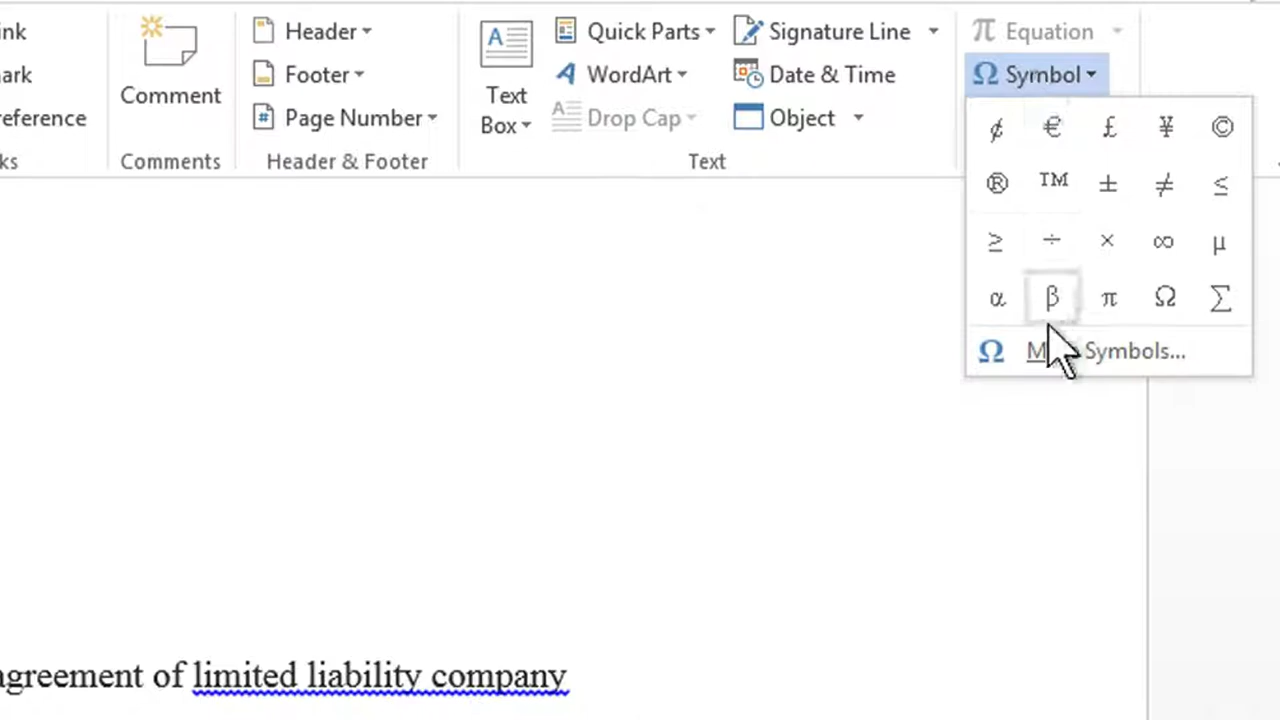 ink
ark
eference
ks
Comment
Comments
Header
Footer
Page Number
Header & Footer
Text
Box
Quick Parts
WordArt
Drop Cap
Signature Line
Date & Time
Object
Text
π Equation
Ω Symbol
¢ € £ ¥ ©
® ™ ± ≠ ≤
≥ ÷ × ∞ µ
α β π Ω ∑
Ω Symbols...
agreement of limited liability company